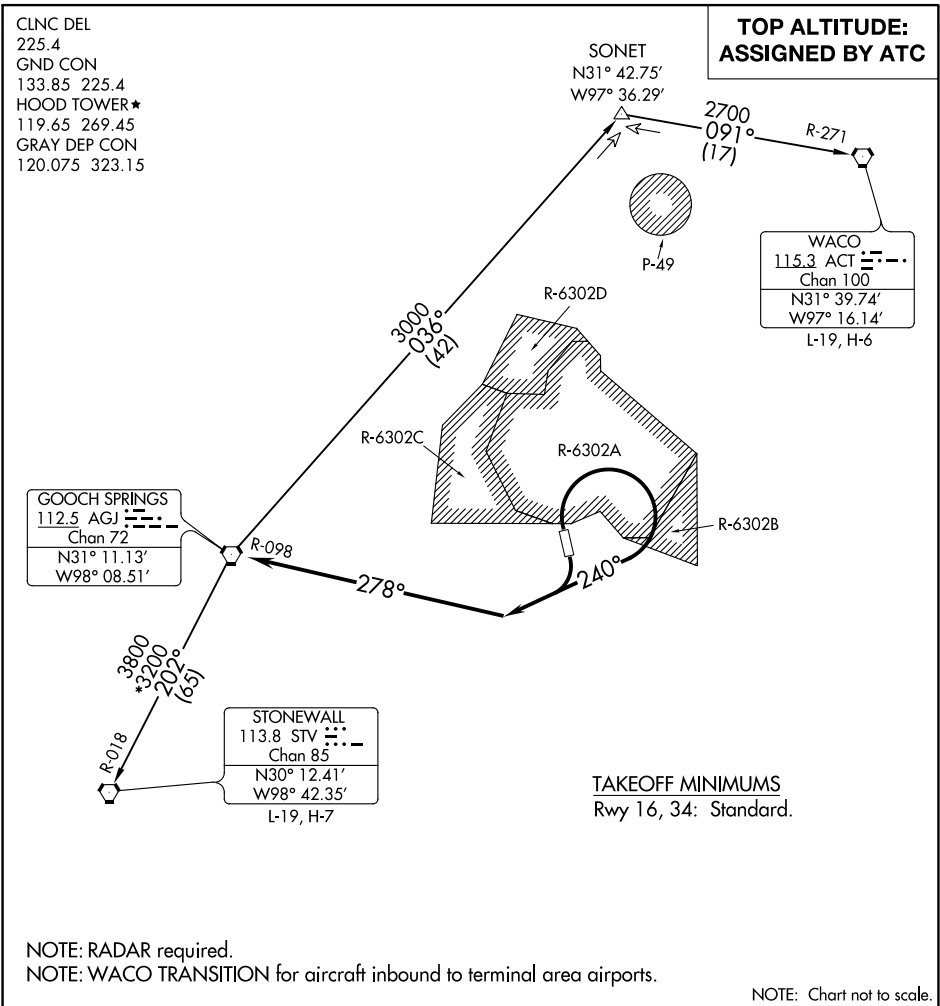 CLNC DEL
225.4
GND CON
133.85 225.4
HOOD TOWER★
119.65 269.45
GRAY DEP CON
120.075 323.15
TOP ALTITUDE:
ASSIGNED BY ATC
SONET
N31° 42.75'
W97° 36.29'
2700
091°
(17)
R-271
WACO
115.3 ACT
Chan 100
N31° 39.74'
W97° 16.14'
L-19, H-6
P-49
R-6302D
3000
036°
(42)
R-6302C
R-6302A
R-6302B
GOOCH SPRINGS
112.5 AGJ
Chan 72
N31° 11.13'
W98° 08.51'
R-098
278°
240°
3800
*3200
202°
(65)
R-018
STONEWALL
113.8 STV
Chan 85
N30° 12.41'
W98° 42.35'
L-19, H-7
TAKEOFF MINIMUMS
Rwy 16, 34: Standard.
NOTE: RADAR required.
NOTE: WACO TRANSITION for aircraft inbound to terminal area airports.
NOTE: Chart not to scale.